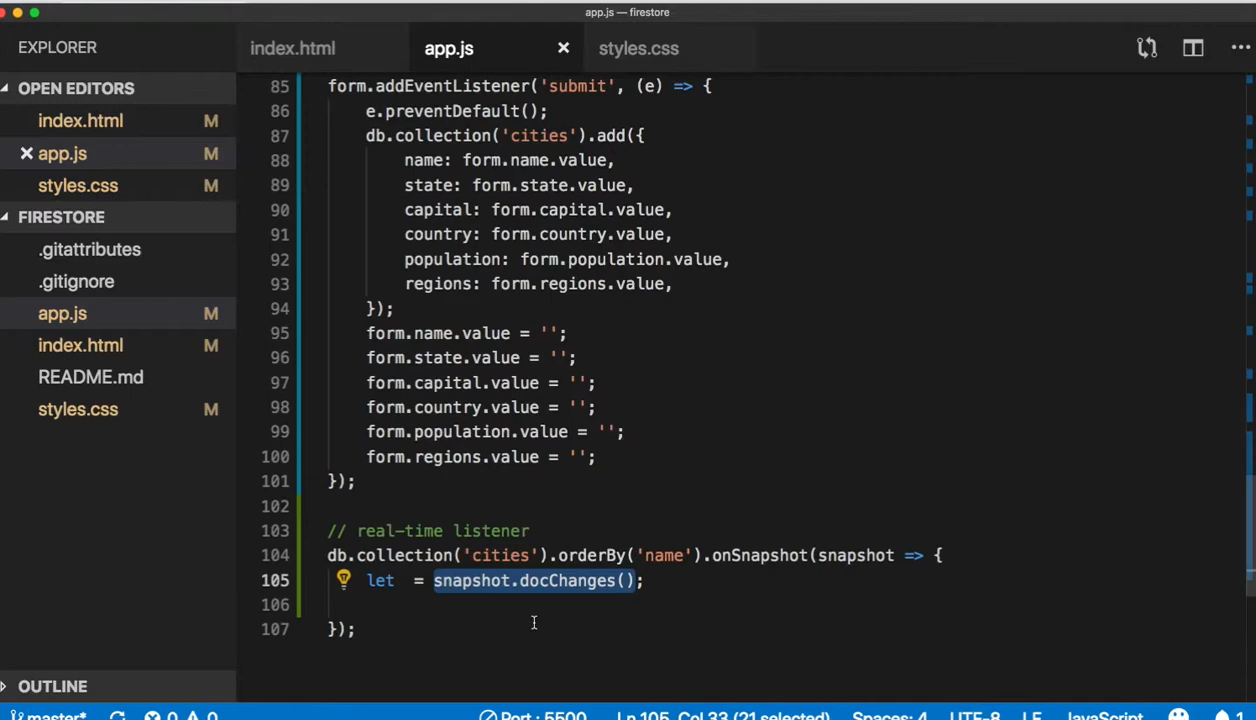 app.js — firestore
EXPLORER
index.html
app.js
styles.css
OPEN EDITORS
index.html M
app.js M
styles.css M
FIRESTORE
.gitattributes
.gitignore
app.js M
index.html M
README.md
styles.css M
OUTLINE
85 form.addEventListener('submit', (e) => {
86     e.preventDefault();
87     db.collection('cities').add({
88         name: form.name.value,
89         state: form.state.value,
90         capital: form.capital.value,
91         country: form.country.value,
92         population: form.population.value,
93         regions: form.regions.value,
94     });
95     form.name.value = '';
96     form.state.value = '';
97     form.capital.value = '';
98     form.country.value = '';
99     form.population.value = '';
100     form.regions.value = '';
101 });
102
103 // real-time listener
104 db.collection('cities').orderBy('name').onSnapshot(snapshot => {
105     let  = snapshot.docChanges();
106
107 });
master* 0 0 Port : 5500 Ln 105, Col 33 (21 selected) Spaces: 4 UTF-8 LF JavaScript 1